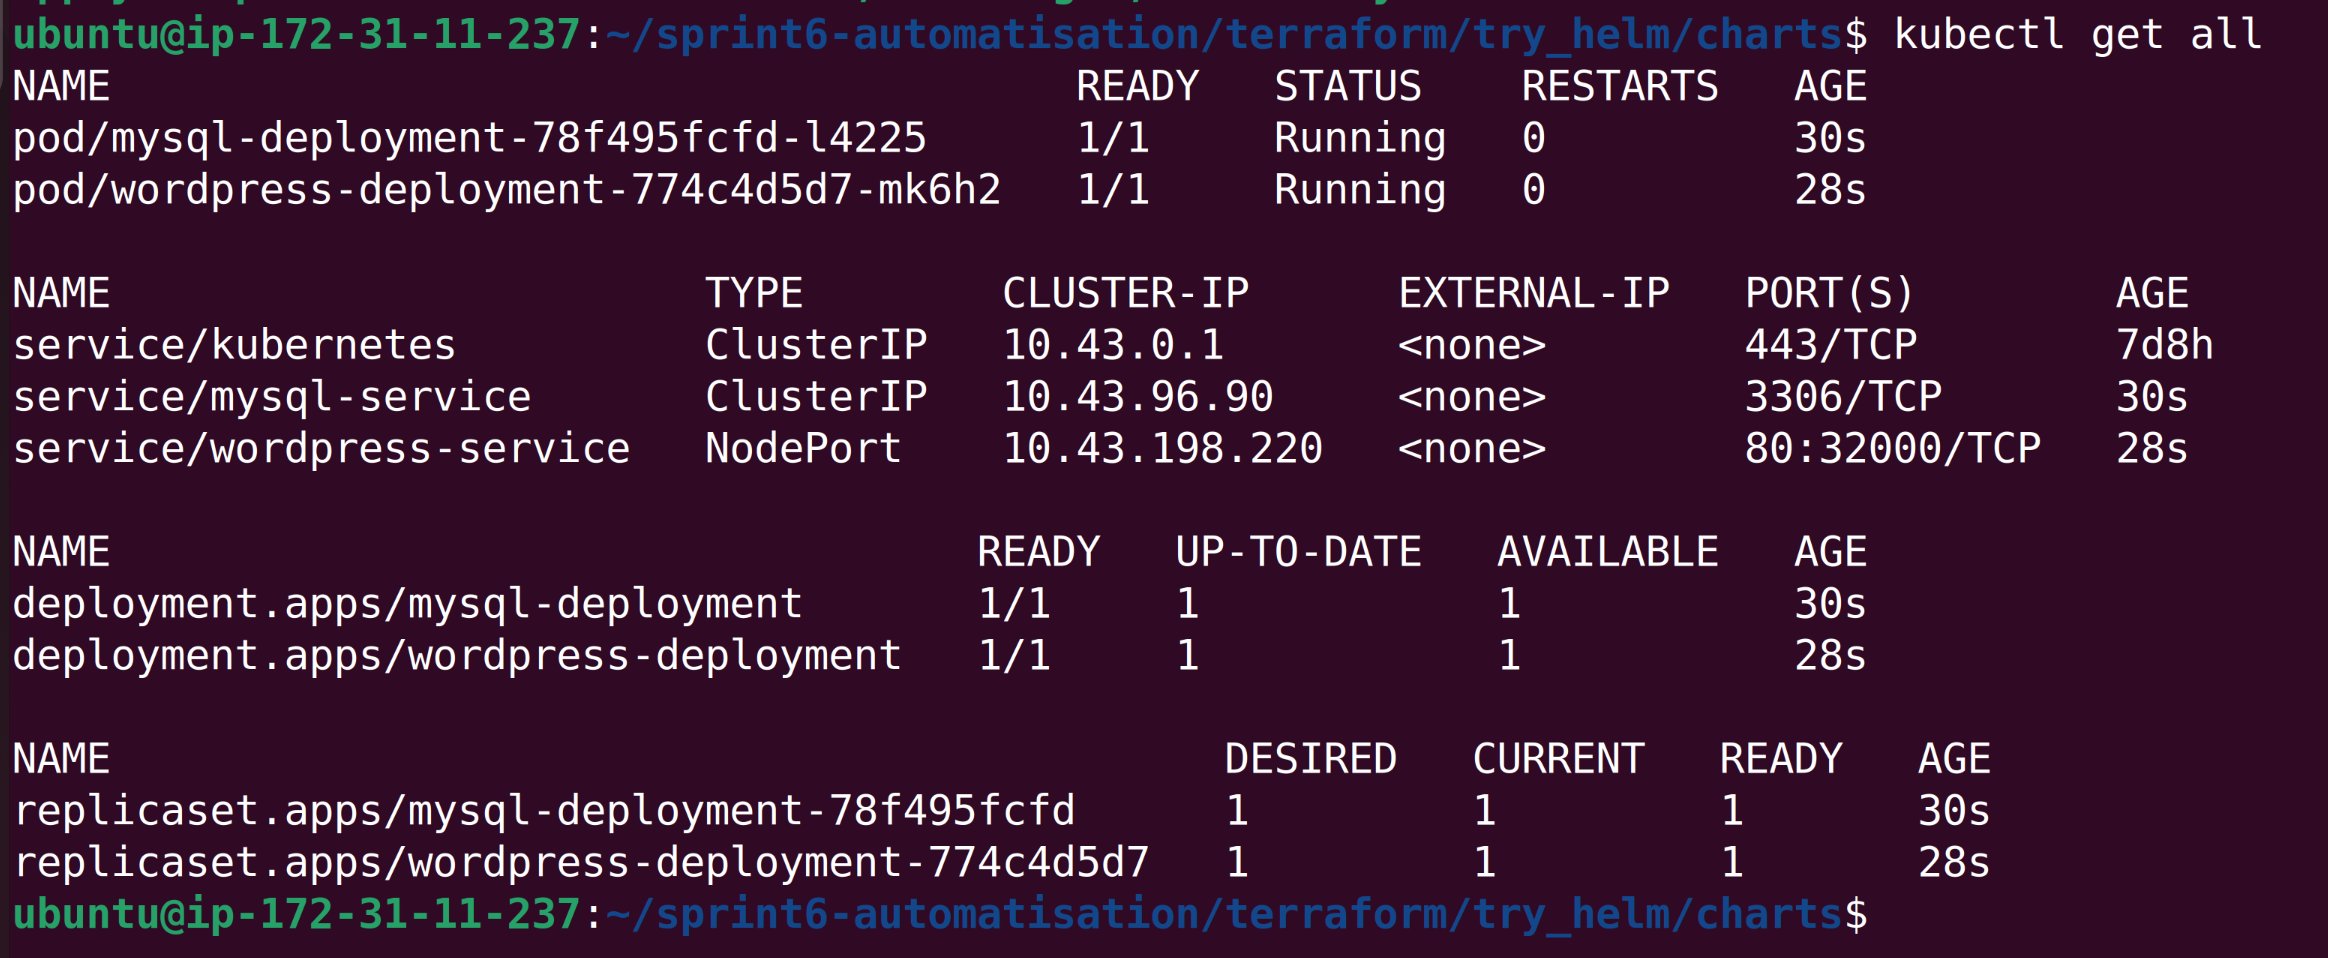 ubuntu@ip-172-31-11-237:~/sprint6-automatisation/terraform/try_helm/charts$ kubectl get all
NAME                                       READY   STATUS    RESTARTS   AGE
pod/mysql-deployment-78f495fcfd-l4225      1/1     Running   0          30s
pod/wordpress-deployment-774c4d5d7-mk6h2   1/1     Running   0          28s

NAME                        TYPE        CLUSTER-IP      EXTERNAL-IP   PORT(S)        AGE
service/kubernetes          ClusterIP   10.43.0.1       <none>        443/TCP        7d8h
service/mysql-service       ClusterIP   10.43.96.90     <none>        3306/TCP       30s
service/wordpress-service   NodePort    10.43.198.220   <none>        80:32000/TCP   28s

NAME                                   READY   UP-TO-DATE   AVAILABLE   AGE
deployment.apps/mysql-deployment       1/1     1            1           30s
deployment.apps/wordpress-deployment   1/1     1            1           28s

NAME                                             DESIRED   CURRENT   READY   AGE
replicaset.apps/mysql-deployment-78f495fcfd      1         1         1       30s
replicaset.apps/wordpress-deployment-774c4d5d7   1         1         1       28s
ubuntu@ip-172-31-11-237:~/sprint6-automatisation/terraform/try_helm/charts$